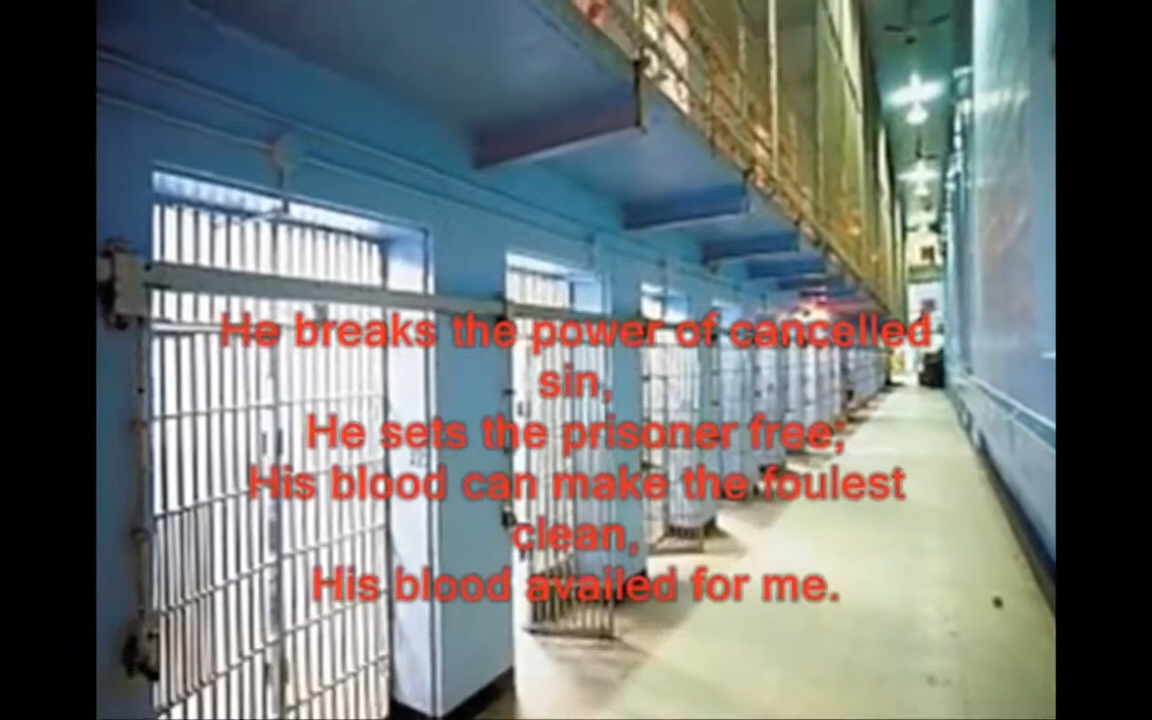 He breaks the power of cancelled
sin,
He sets the prisoner free;
His blood can make the foulest
clean,
His blood availed for me.